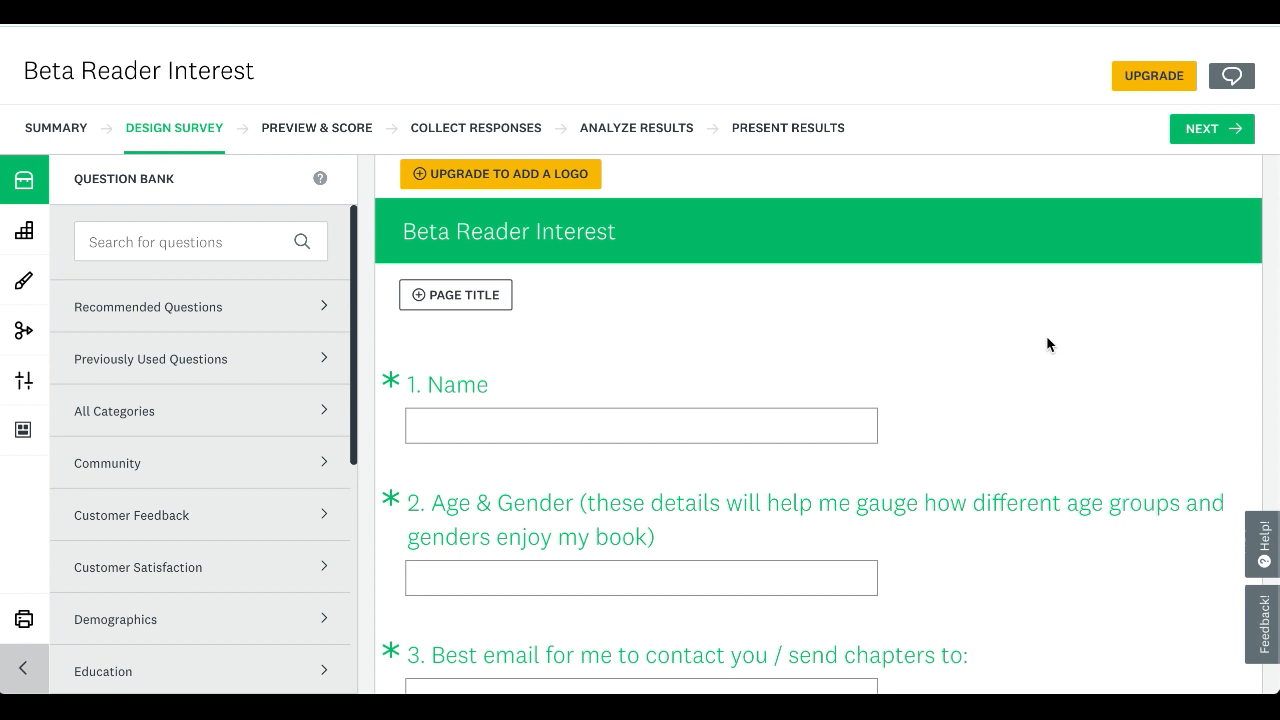 Beta Reader Interest
UPGRADE
SUMMARY
DESIGN SURVEY
PREVIEW & SCORE
COLLECT RESPONSES
ANALYZE RESULTS
PRESENT RESULTS
NEXT
QUESTION BANK
?
Search for questions
Recommended Questions
Previously Used Questions
All Categories
Community
Customer Feedback
Customer Satisfaction
Demographics
Education
UPGRADE TO ADD A LOGO
Beta Reader Interest
PAGE TITLE
* 1. Name
* 2. Age & Gender (these details will help me gauge how different age groups and
genders enjoy my book)
* 3. Best email for me to contact you / send chapters to:
? Help!
Feedback!